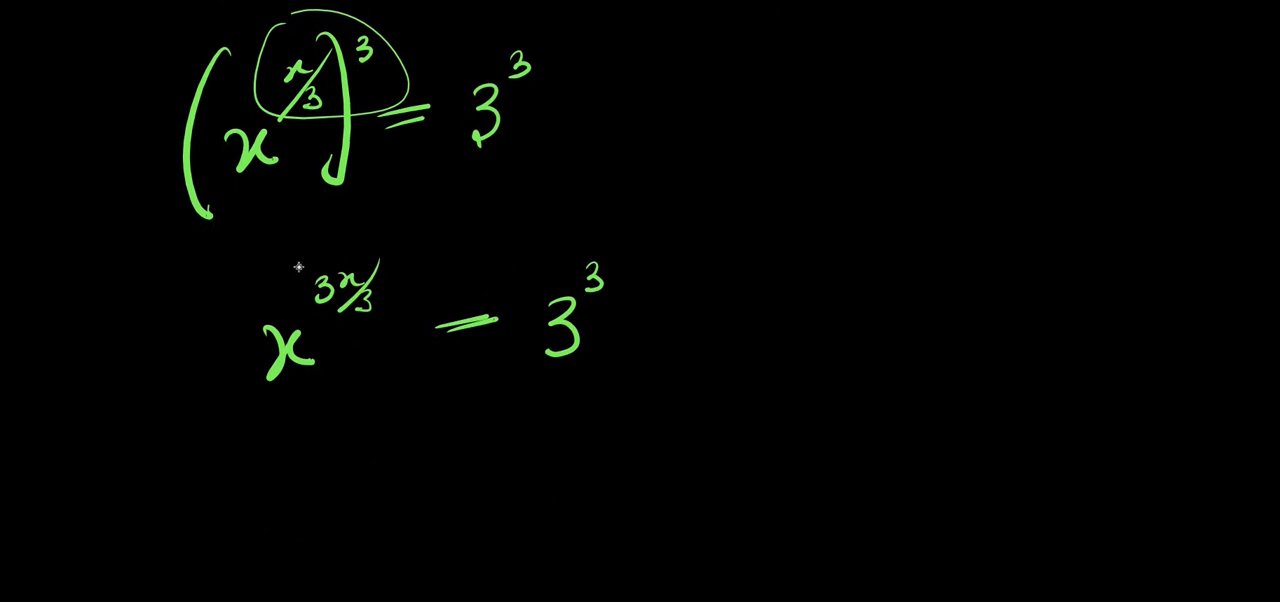 (x^{x/3})^3 = 3^3
x^{3x/3} = 3^3